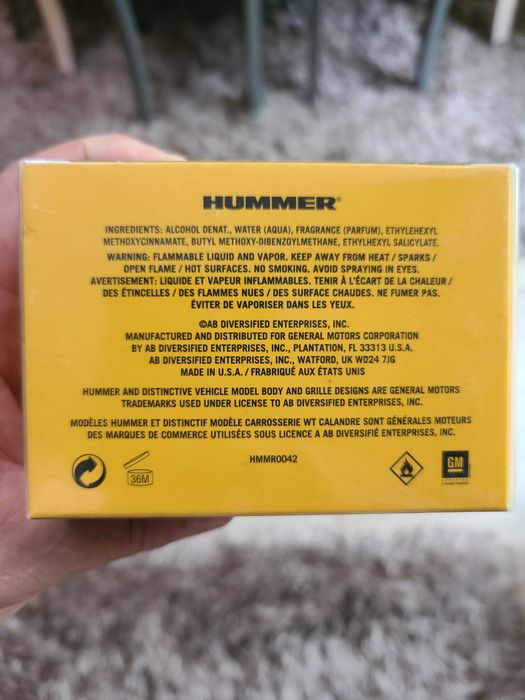 HUMMER®
INGREDIENTS: ALCOHOL DENAT., WATER (AQUA), FRAGRANCE (PARFUM), ETHYLEHEXYL
METHOXYCINNAMATE, BUTYL METHOXY-DIBENZOYLMETHANE, ETHYLHEXYL SALICYLATE.
WARNING: FLAMMABLE LIQUID AND VAPOR. KEEP AWAY FROM HEAT / SPARKS /
OPEN FLAME / HOT SURFACES. NO SMOKING. AVOID SPRAYING IN EYES.
AVERTISEMENT: LIQUIDE ET VAPEUR INFLAMMABLES. TENIR À L'ÉCART DE LA CHALEUR /
DES ÉTINCELLES / DES FLAMMES NUES / DES SURFACE CHAUDES. NE FUMER PAS.
ÉVITER DE VAPORISER DANS LES YEUX.
©AB DIVERSIFIED ENTERPRISES, INC.
MANUFACTURED AND DISTRIBUTED FOR GENERAL MOTORS CORPORATION
BY AB DIVERSIFIED ENTERPRISES, INC., PLANTATION, FL 33313 U.S.A.
AB DIVERSIFIED ENTERPRISES, INC., WATFORD, UK WD24 7JG
MADE IN U.S.A. / FRABRIQUÉ AUX ÉTATS UNIS
HUMMER AND DISTINCTIVE VEHICLE MODEL BODY AND GRILLE DESIGNS ARE GENERAL MOTORS
TRADEMARKS USED UNDER LICENSE TO AB DIVERSIFIED ENTERPRISES, INC.
MODÈLES HUMMER ET DISTINCTIF MODÈLE CARROSSERIE WT CALANDRE SONT GÉNÉRALES MOTEURS
DES MARQUES DE COMMERCE UTILISÉES SOUS LICENCE A AB DIVERSIFIÉ ENTERPRISES, INC.
36M
HMMR0042
GM